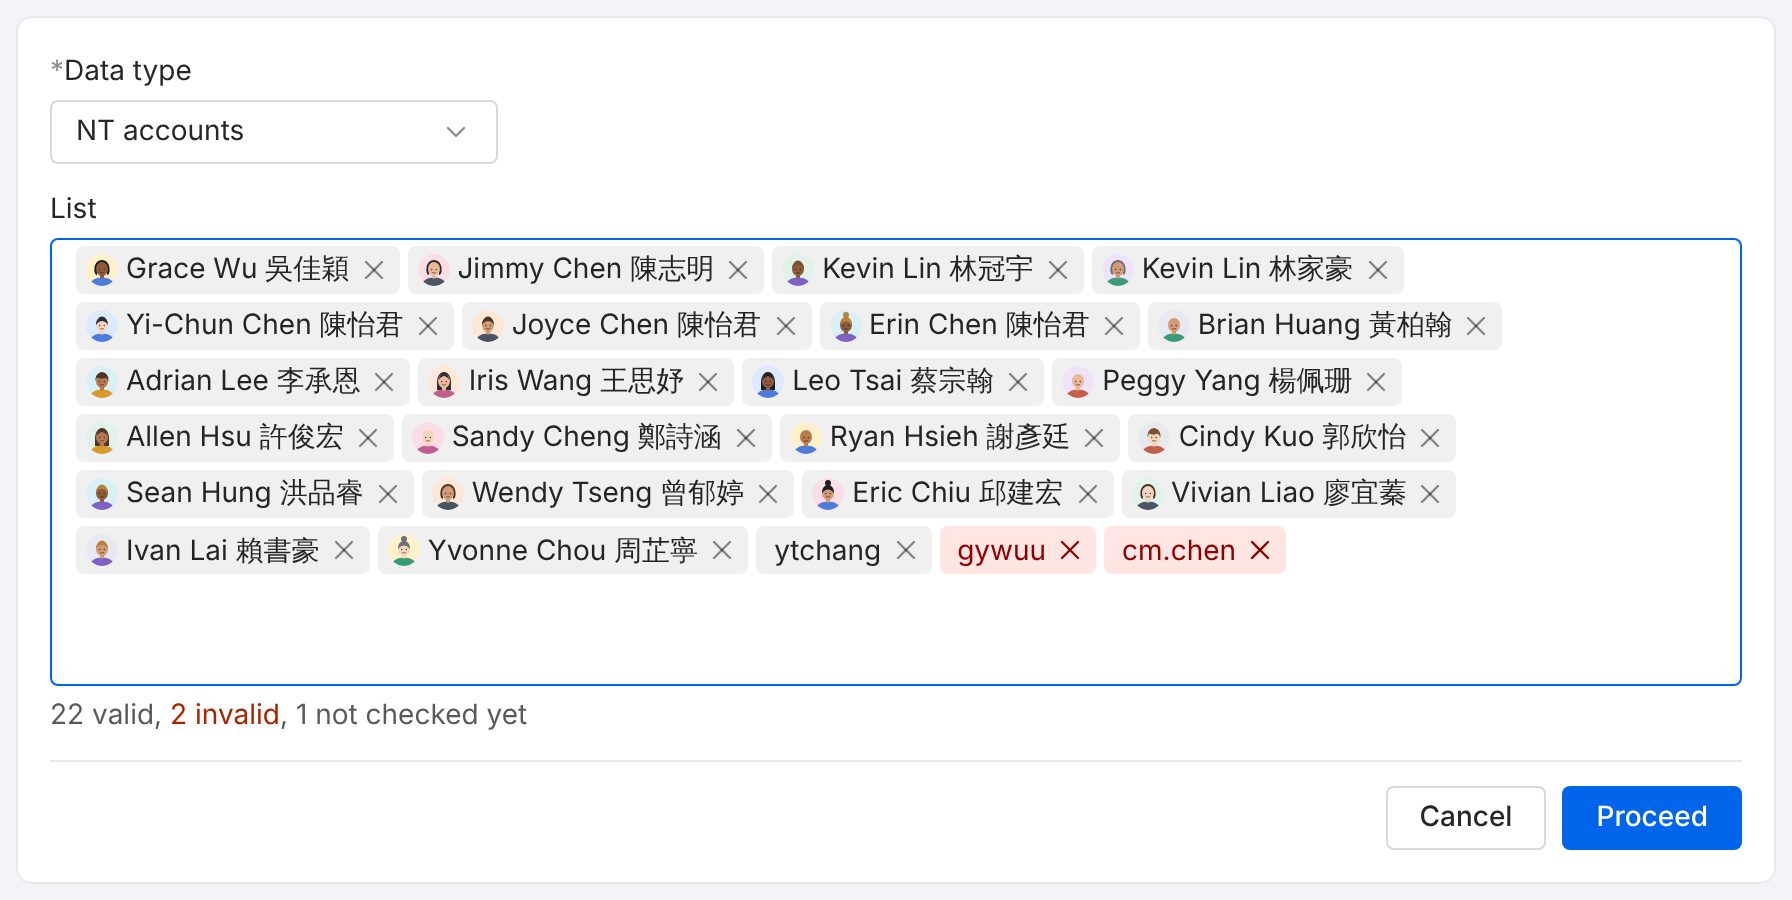 *Data type
NT accounts
List
Grace Wu 吳佳穎 Jimmy Chen 陳志明 Kevin Lin 林冠宇 Kevin Lin 林家豪
Yi-Chun Chen 陳怡君 Joyce Chen 陳怡君 Erin Chen 陳怡君 Brian Huang 黃柏翰
Adrian Lee 李承恩 Iris Wang 王思妤 Leo Tsai 蔡宗翰 Peggy Yang 楊佩珊
Allen Hsu 許俊宏 Sandy Cheng 鄭詩涵 Ryan Hsieh 謝彥廷 Cindy Kuo 郭欣怡
Sean Hung 洪品睿 Wendy Tseng 曾郁婷 Eric Chiu 邱建宏 Vivian Liao 廖宜蓁
Ivan Lai 賴書豪 Yvonne Chou 周芷寧 ytchang gywuu cm.chen
22 valid, 2 invalid, 1 not checked yet
Cancel Proceed